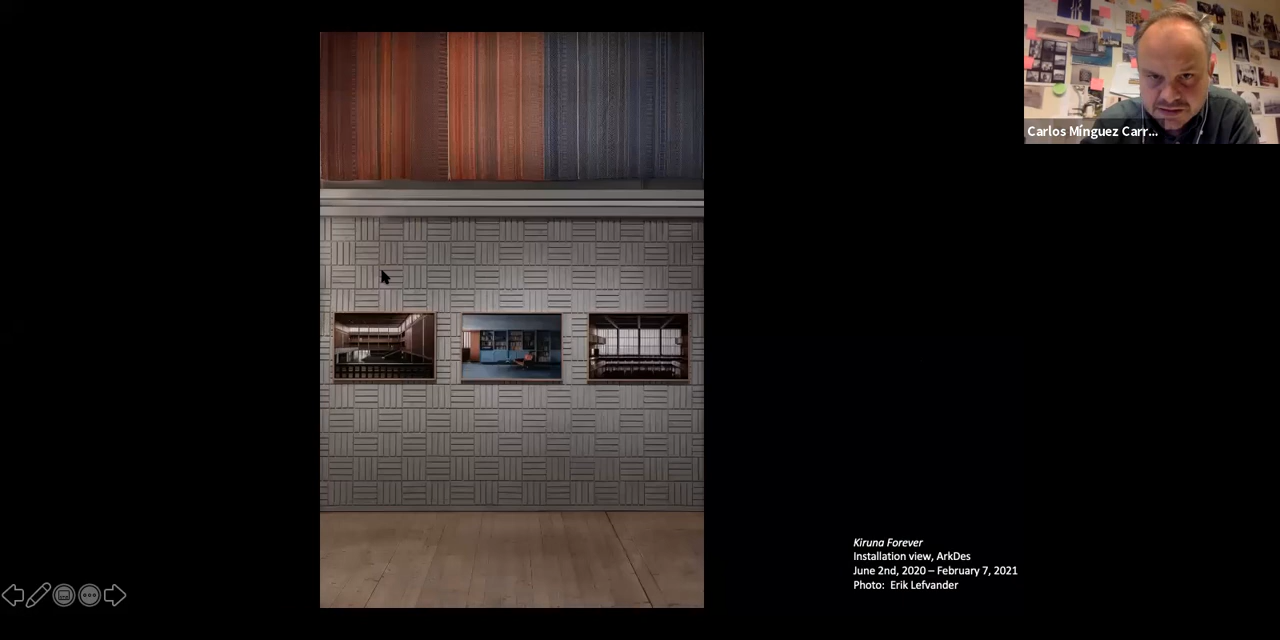 Carlos Mínguez Carr...
Kiruna Forever
Installation view, ArkDes
June 2nd, 2020 – February 7, 2021
Photo: Erik Lefvander